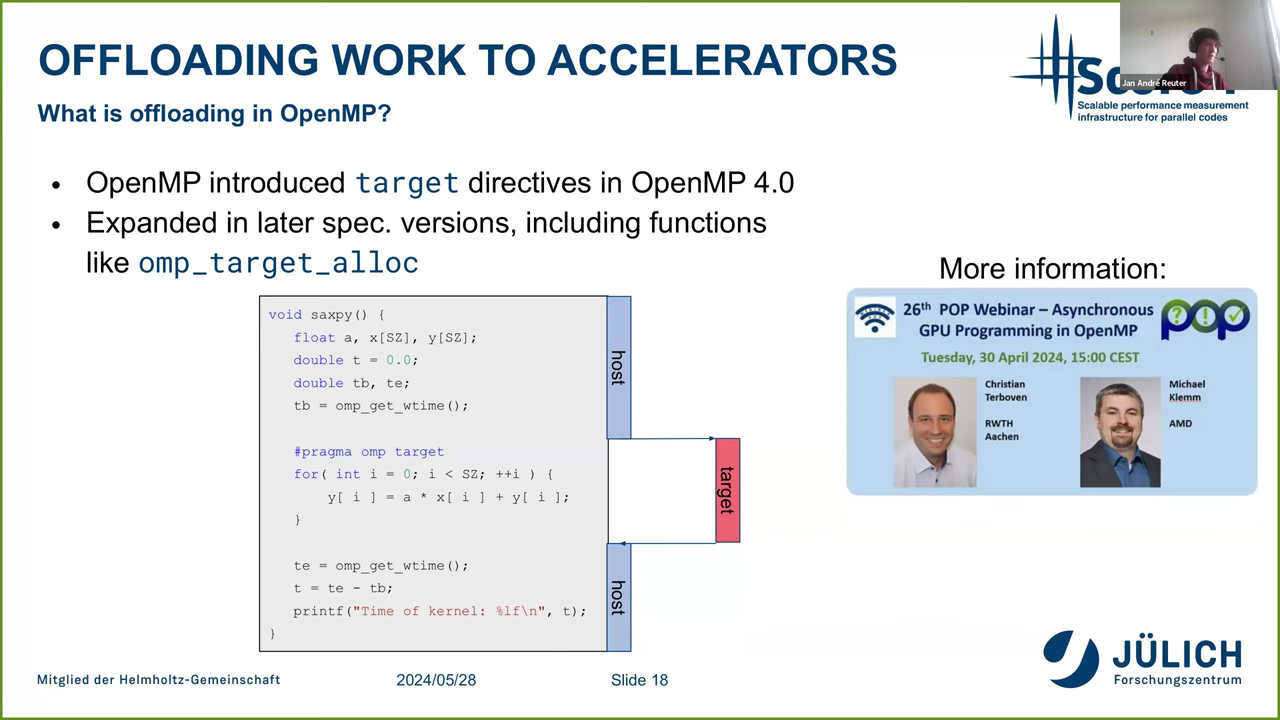 OFFLOADING WORK TO ACCELERATORS
What is offloading in OpenMP?
Jan André Reuter
Scalable performance measurement
infrastructure for parallel codes
• OpenMP introduced target directives in OpenMP 4.0
• Expanded in later spec. versions, including functions
like omp_target_alloc
void saxpy() {
float a, x[SZ], y[SZ];
double t = 0.0;
double tb, te;
tb = omp_get_wtime();
#pragma omp target
for( int i = 0; i < SZ; ++i ) {
y[ i ] = a * x[ i ] + y[ i ];
}
te = omp_get_wtime();
t = te - tb;
printf("Time of kernel: %lf\n", t);
}
host
target
host
More information:
26th POP Webinar – Asynchronous
GPU Programming in OpenMP
pop
Tuesday, 30 April 2024, 15:00 CEST
Christian
Terboven
RWTH
Aachen
Michael
Klemm
AMD
Mitglied der Helmholtz-Gemeinschaft
2024/05/28
Slide 18
JÜLICH
Forschungszentrum